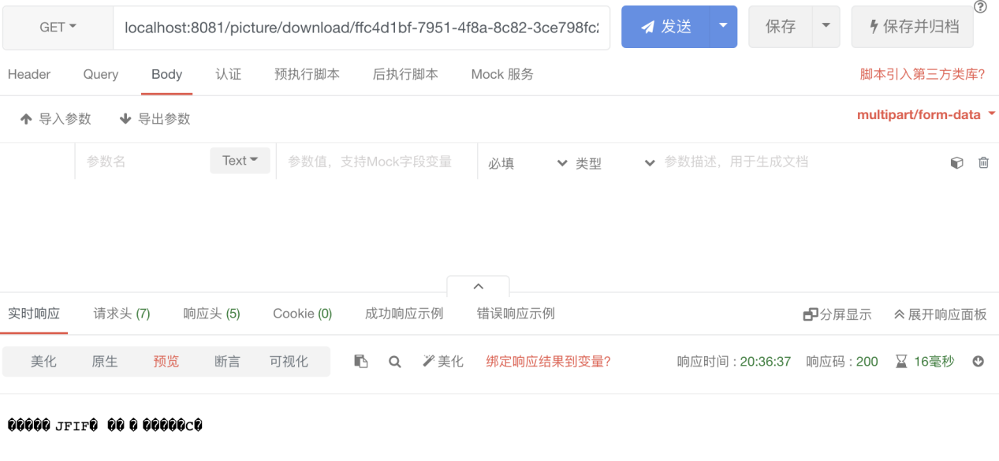 GET localhost:8081/picture/download/ffc4d1bf-7951-4f8a-8c82-3ce798fc 发送 保存 保存并归档
Header Query Body 认证 预执行脚本 后执行脚本 Mock 服务 脚本引入第三方类库?
导入参数 导出参数 multipart/form-data
参数名 Text 参数值，支持Mock字段变量 必填 类型 参数描述，用于生成文档
实时响应 请求头 (7) 响应头 (5) Cookie (0) 成功响应示例 错误响应示例 分屏显示 展开响应面板
美化 原生 预览 断言 可视化 美化 绑定响应结果到变量? 响应时间 : 20:36:37 响应码 : 200 16毫秒
����� JFIF� �� � �����C�